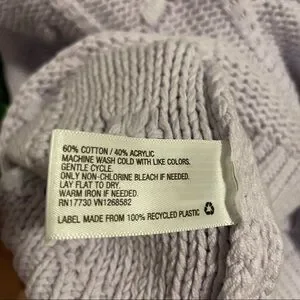 60% COTTON / 40% ACRYLIC
MACHINE WASH COLD WITH LIKE COLORS.
GENTLE CYCLE.
ONLY NON-CHLORINE BLEACH IF NEEDED.
LAY FLAT TO DRY.
WARM IRON IF NEEDED.
RN17730 VN1268582
LABEL MADE FROM 100% RECYCLED PLASTIC